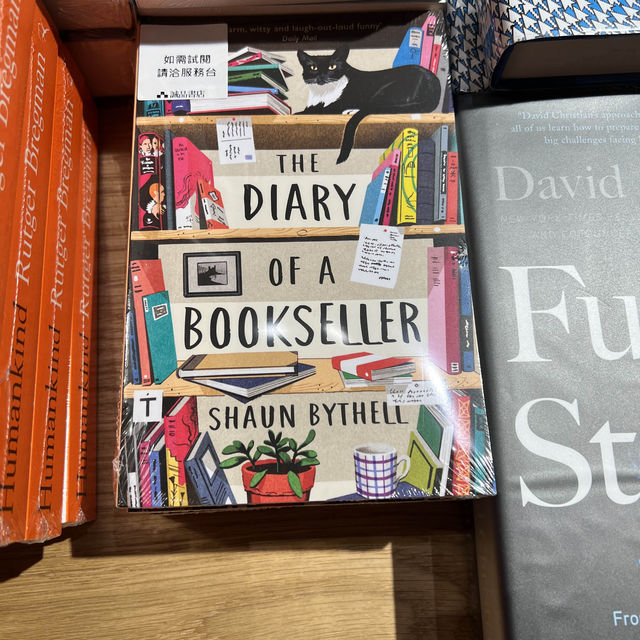 Humankind Rutger Bregman
Humankind Rutger Bregman
Humankind Rutger Bregman
arm, witty and laugh-out-loud funny'
Daily Mail
如需試閱
請洽服務台
誠品書店
THE
DIARY
OF A
BOOKSELLER
SHAUN BYTHELL
"David Christian's approach
all of us learn how to prepare
big challenges facing
David
Fu
St
Fro